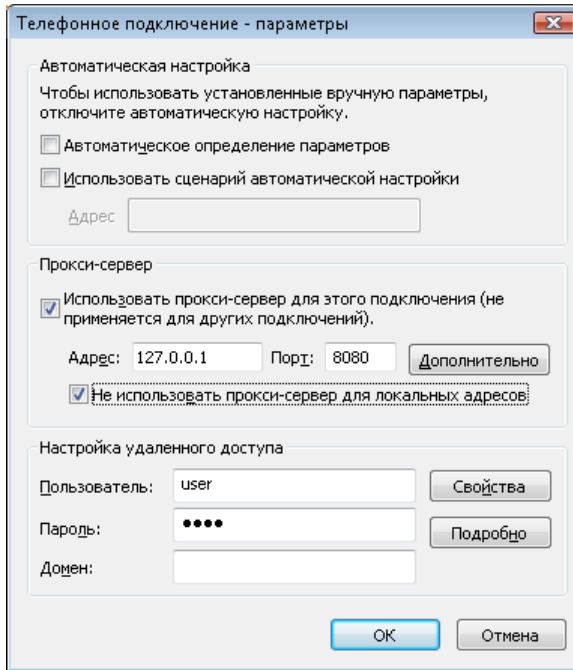 Телефонное подключение - параметры
Автоматическая настройка
Чтобы использовать установленные вручную параметры,
отключите автоматическую настройку.
Автоматическое определение параметров
Использовать сценарий автоматической настройки
Адрес
Прокси-сервер
Использовать прокси-сервер для этого подключения (не
применяется для других подключений).
Адрес: 127.0.0.1 Порт: 8080 Дополнительно
Не использовать прокси-сервер для локальных адресов
Настройка удаленного доступа
Пользователь: user Свойства
Пароль: •••• Подробно
Домен:
ОК Отмена